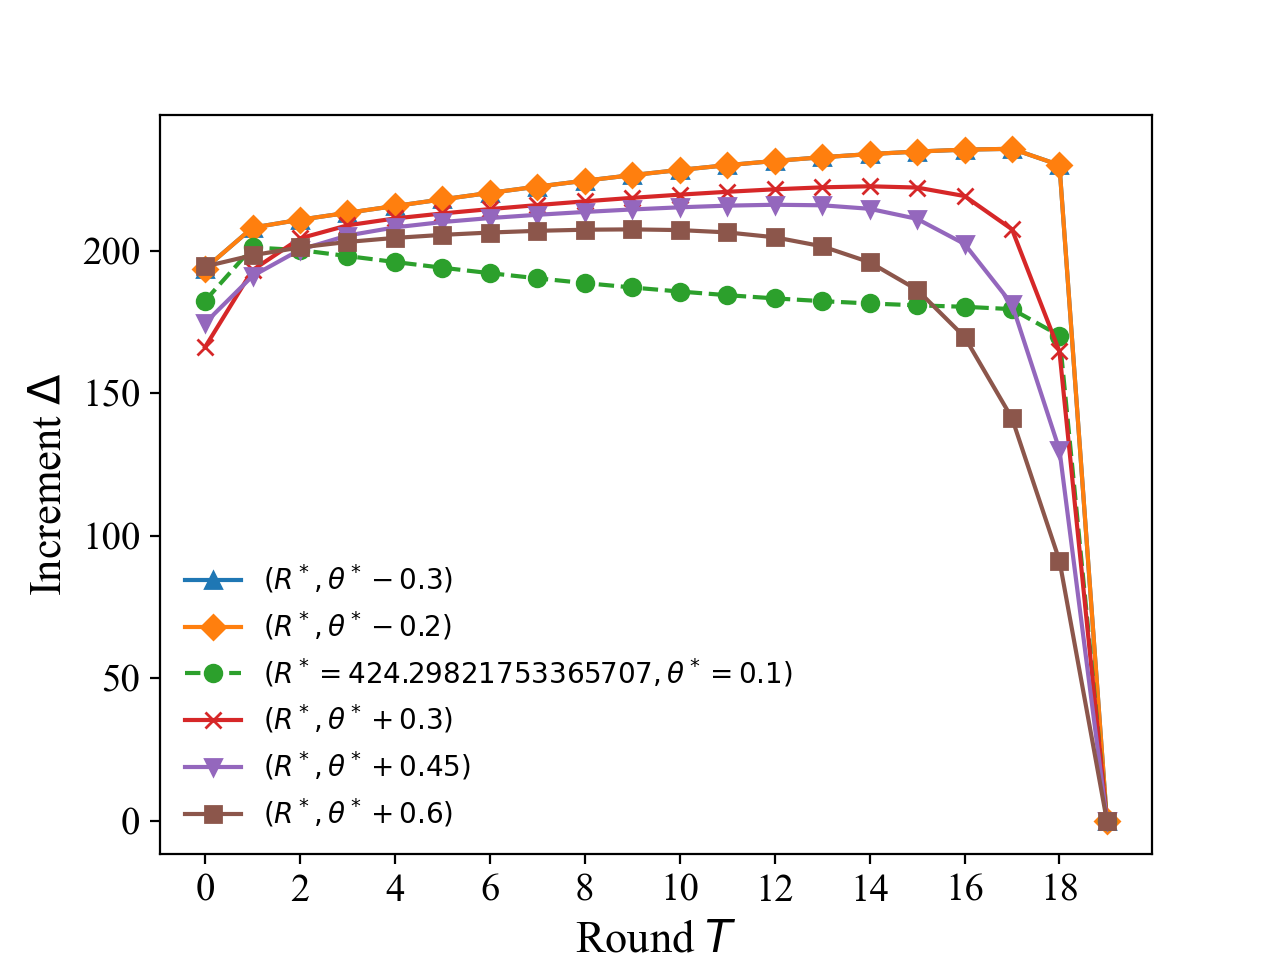 200
150
100
50
0
Increment Δ
(R*, θ* − 0.3)
(R*, θ* − 0.2)
(R* = 424.29821753365707, θ* = 0.1)
(R*, θ* + 0.3)
(R*, θ* + 0.45)
(R*, θ* + 0.6)
0 2 4 6 8 10 12 14 16 18
Round T